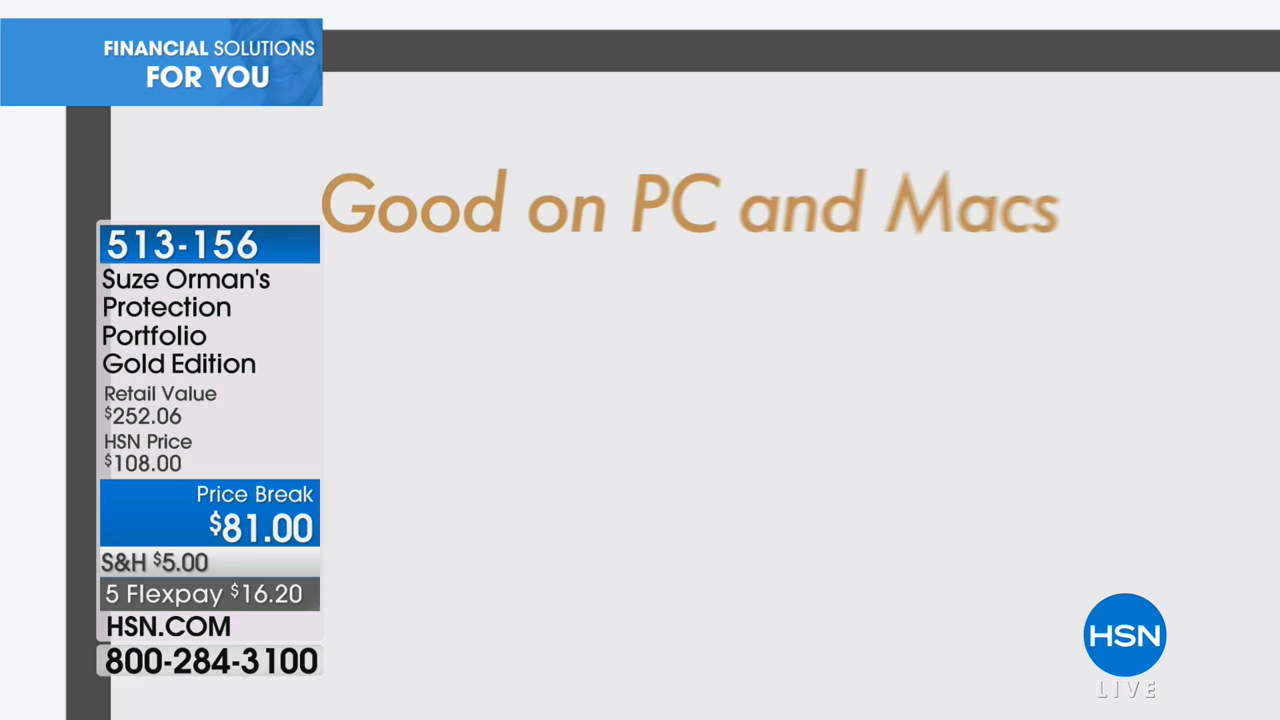 FINANCIAL SOLUTIONS
FOR YOU
Good on PC and Macs
513-156
Suze Orman's
Protection
Portfolio
Gold Edition
Retail Value
$252.06
HSN Price
$108.00
Price Break
$81.00
S&H $5.00
5 Flexpay $16.20
HSN.COM
800-284-3100
HSN
LIVE